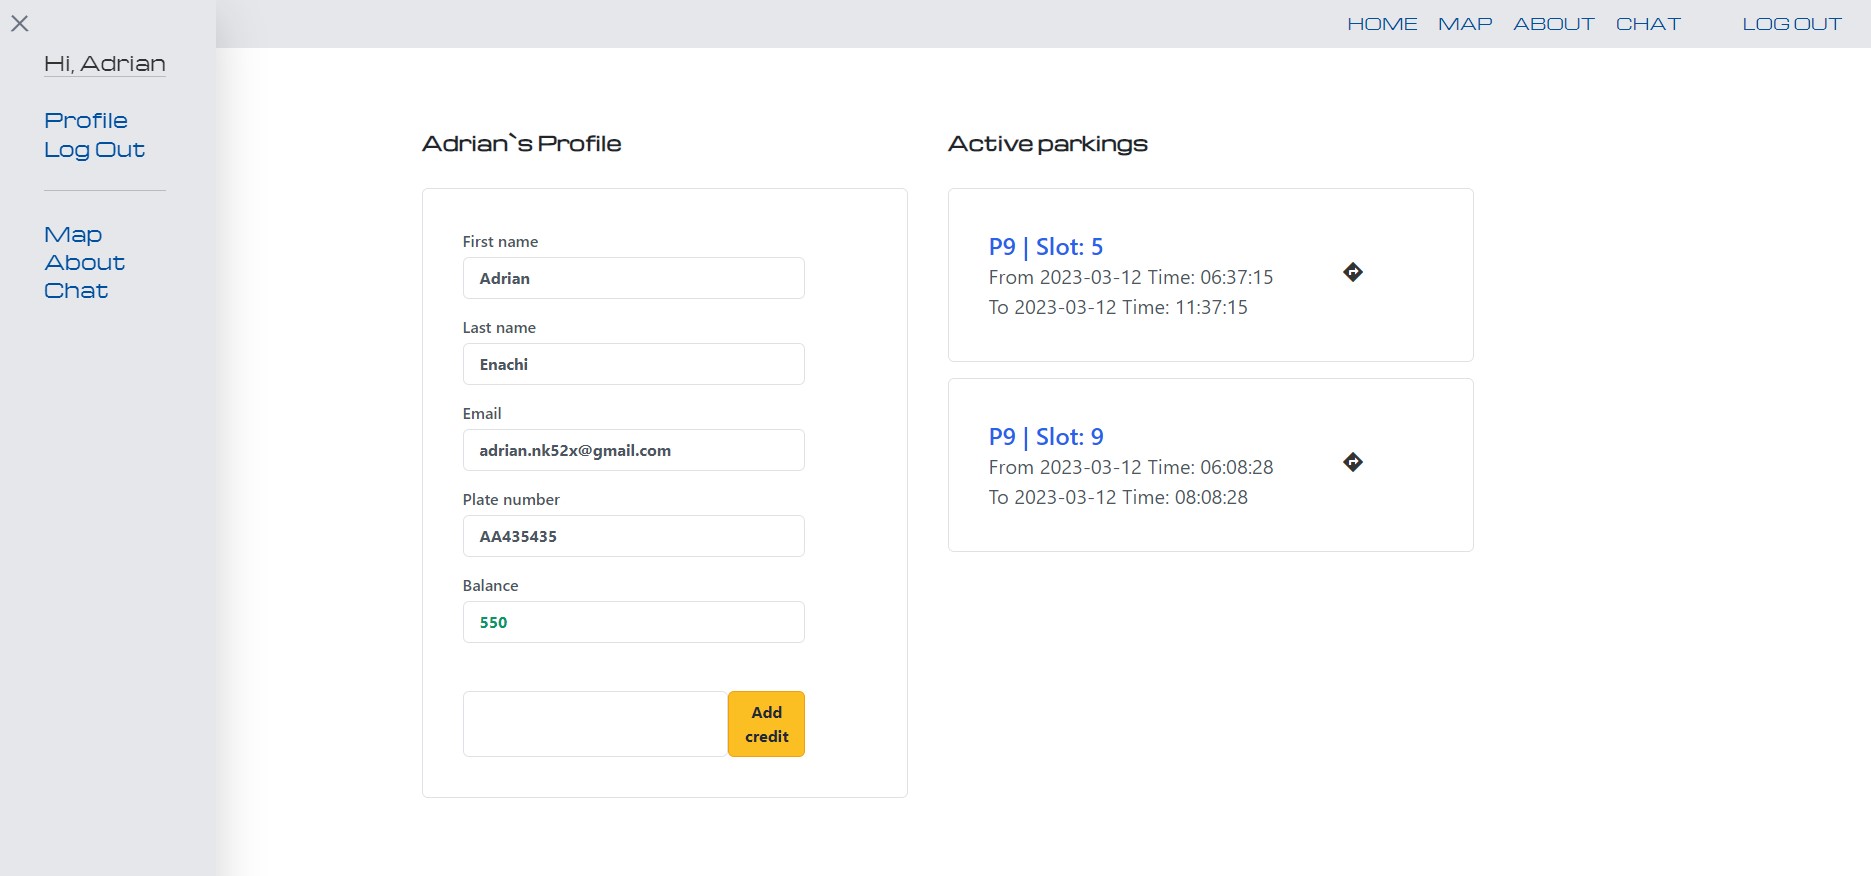 Hi, Adrian
Profile
Log Out
Map
About
Chat
HOME MAP ABOUT CHAT LOG OUT
Adrian`s Profile
First name
Adrian
Last name
Enachi
Email
adrian.nk52x@gmail.com
Plate number
AA435435
Balance
550
Add
credit
Active parkings
P9 | Slot: 5
From 2023-03-12 Time: 06:37:15
To 2023-03-12 Time: 11:37:15
P9 | Slot: 9
From 2023-03-12 Time: 06:08:28
To 2023-03-12 Time: 08:08:28